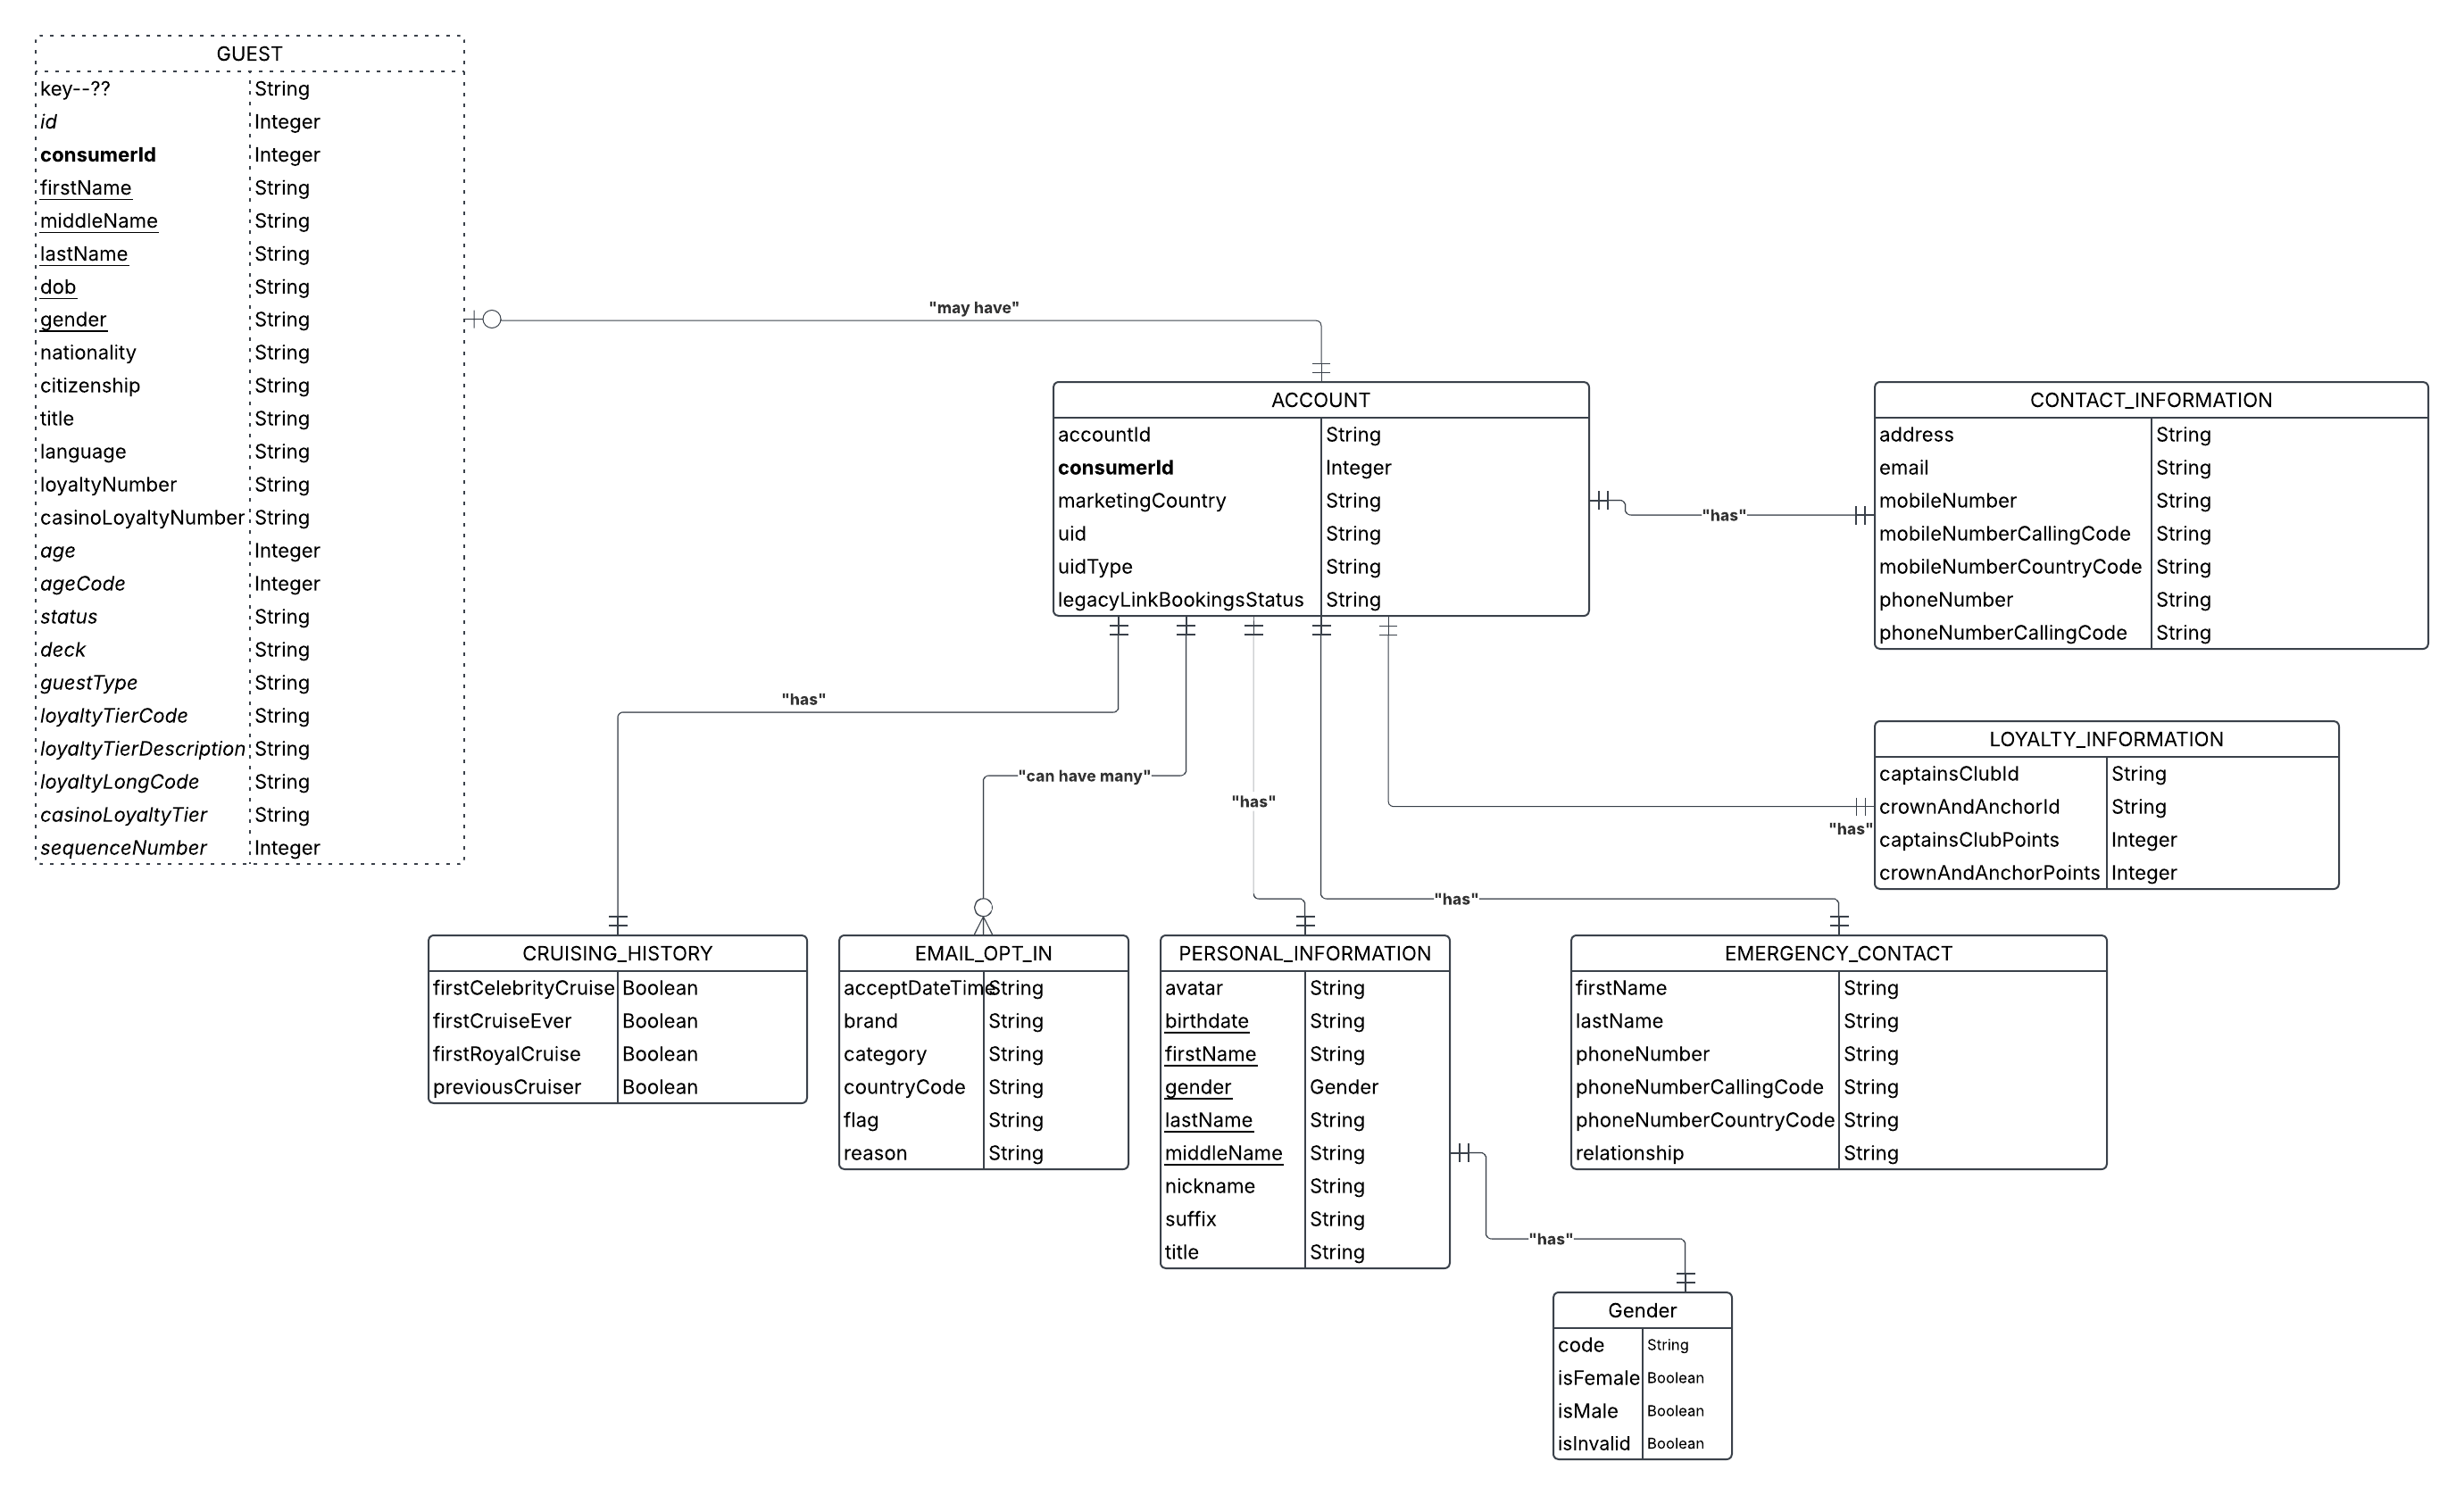 GUEST
key--?? String
id Integer
consumerId Integer
firstName String
middleName String
lastName String
dob String
gender String
nationality String
citizenship String
title String
language String
loyaltyNumber String
casinoLoyaltyNumber String
age Integer
ageCode Integer
status String
deck String
guestType String
loyaltyTierCode String
loyaltyTierDescription String
loyaltyLongCode String
casinoLoyaltyTier String
sequenceNumber Integer
"may have"
ACCOUNT
accountId String
consumerId Integer
marketingCountry String
uid String
uidType String
legacyLinkBookingsStatus String
"has"
CONTACT_INFORMATION
address String
email String
mobileNumber String
mobileNumberCallingCode String
mobileNumberCountryCode String
phoneNumber String
phoneNumberCallingCode String
"has"
"can have many"
"has"
"has"
"has"
LOYALTY_INFORMATION
captainsClubId String
crownAndAnchorId String
captainsClubPoints Integer
crownAndAnchorPoints Integer
CRUISING_HISTORY
firstCelebrityCruise Boolean
firstCruiseEver Boolean
firstRoyalCruise Boolean
previousCruiser Boolean
EMAIL_OPT_IN
acceptDateTime String
brand String
category String
countryCode String
flag String
reason String
PERSONAL_INFORMATION
avatar String
birthdate String
firstName String
gender Gender
lastName String
middleName String
nickname String
suffix String
title String
EMERGENCY_CONTACT
firstName String
lastName String
phoneNumber String
phoneNumberCallingCode String
phoneNumberCountryCode String
relationship String
"has"
Gender
code String
isFemale Boolean
isMale Boolean
isInvalid Boolean